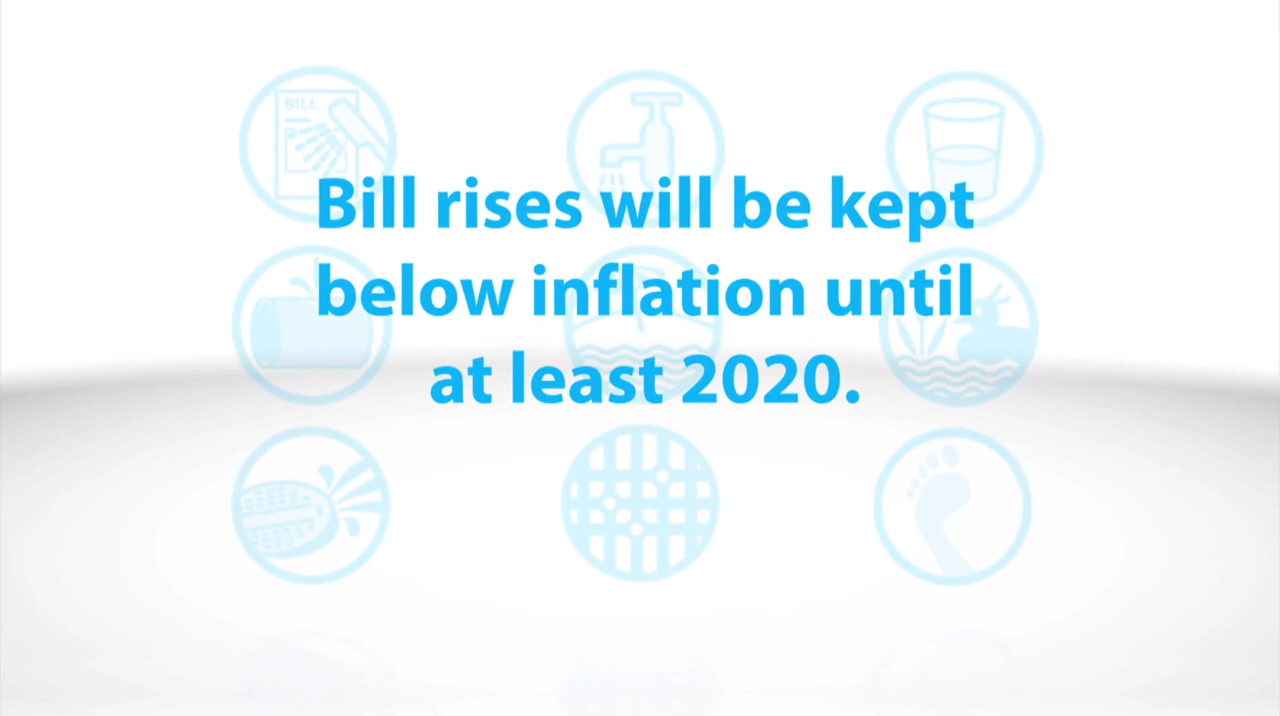 BILL
Bill rises will be kept
below inflation until
at least 2020.